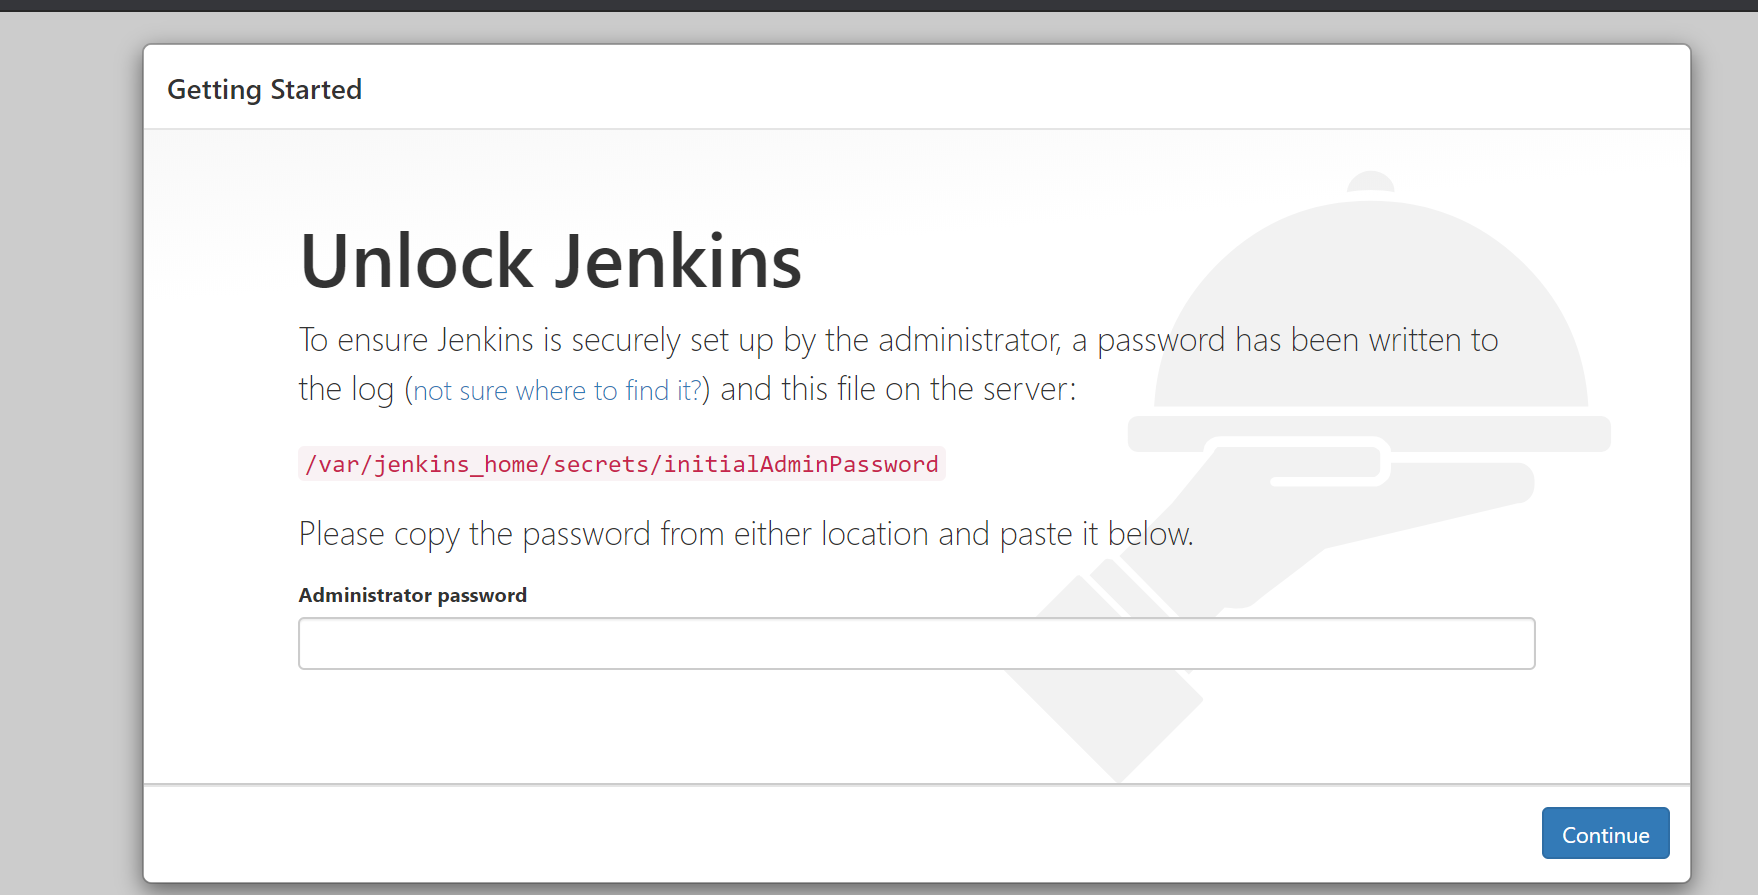 Getting Started
Unlock Jenkins
To ensure Jenkins is securely set up by the administrator, a password has been written to
the log (not sure where to find it?) and this file on the server:
/var/jenkins_home/secrets/initialAdminPassword
Please copy the password from either location and paste it below.
Administrator password
Continue